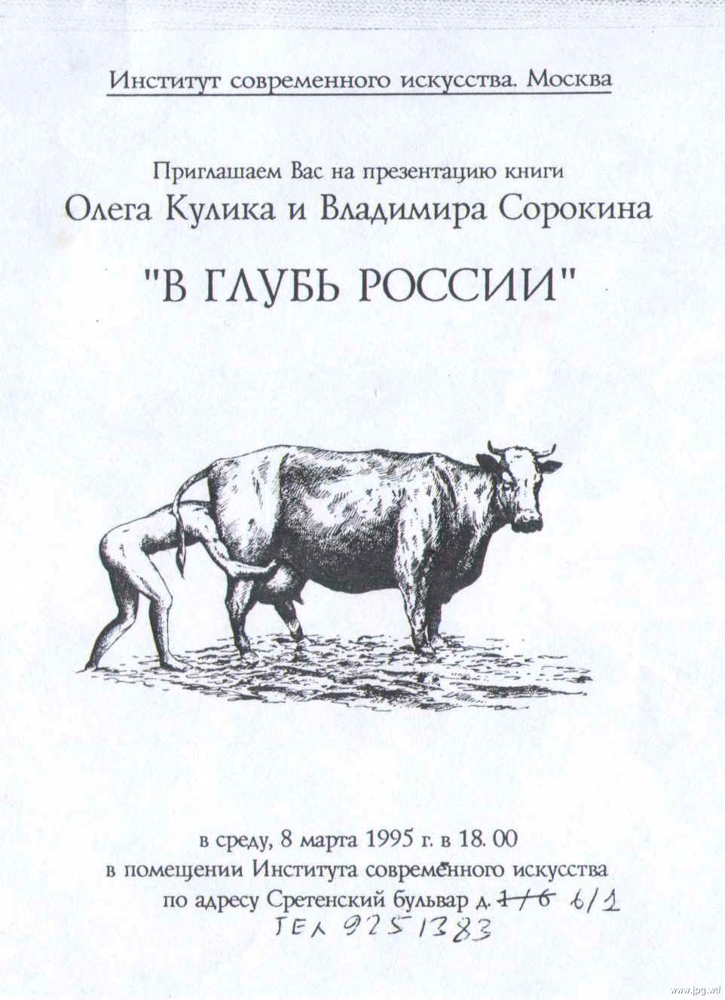 Институт современного искусства. Москва
Приглашаем Вас на презентацию книги
Олега Кулика и Владимира Сорокина
"В ГЛУБЬ РОССИИ"
в среду, 8 марта 1995 г. в 18. 00
в помещении Института современного искусства
по адресу Сретенский бульвар д. 1/6 6/1
ТЕЛ 9251383
www.jpg.wtf